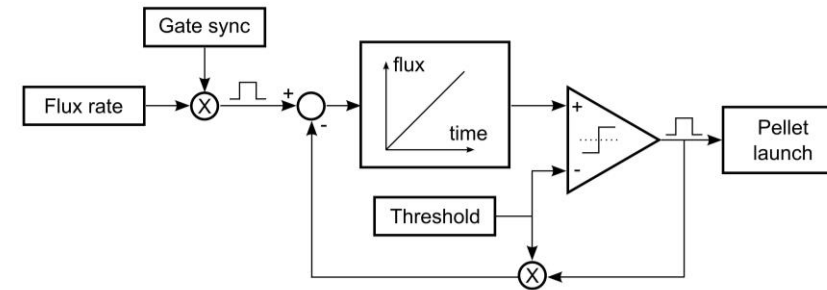 Gate sync
Flux rate
X
+
-
flux
time
+
-
Threshold
X
Pellet
launch